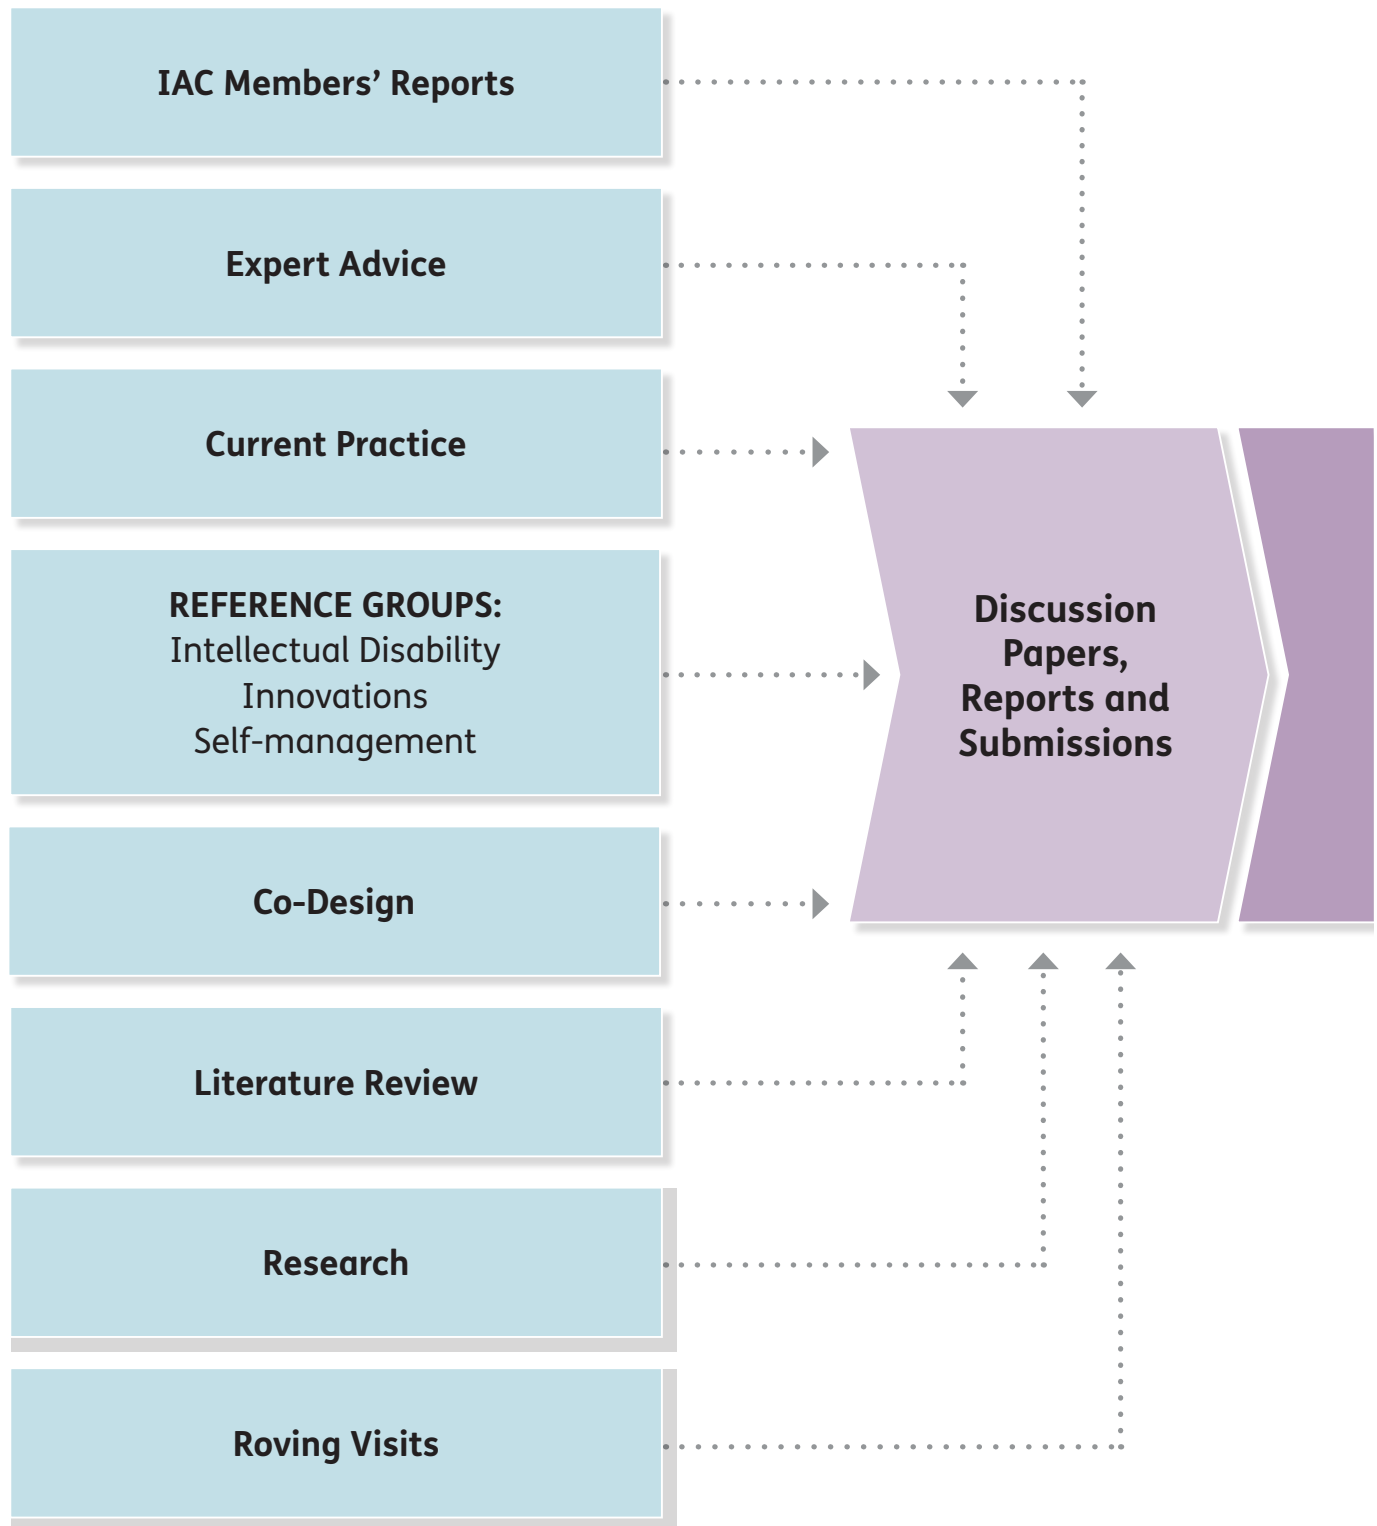 IAC Members’ Reports
Expert Advice
Current Practice
REFERENCE GROUPS:
Intellectual Disability
Innovations
Self-management
Co-Design
Literature Review
Research
Roving Visits
Discussion
Papers,
Reports and
Submissions